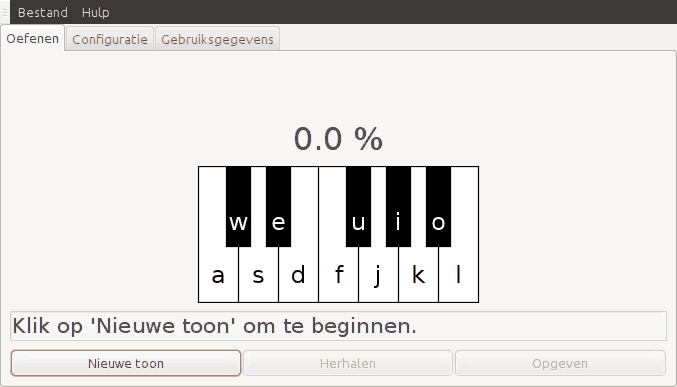 Bestand Hulp
Oefenen Configuratie Gebruiksgegevens
0.0 %
w e u i o
a s d f j k l
Klik op 'Nieuwe toon' om te beginnen.
Nieuwe toon Herhalen Opgeven